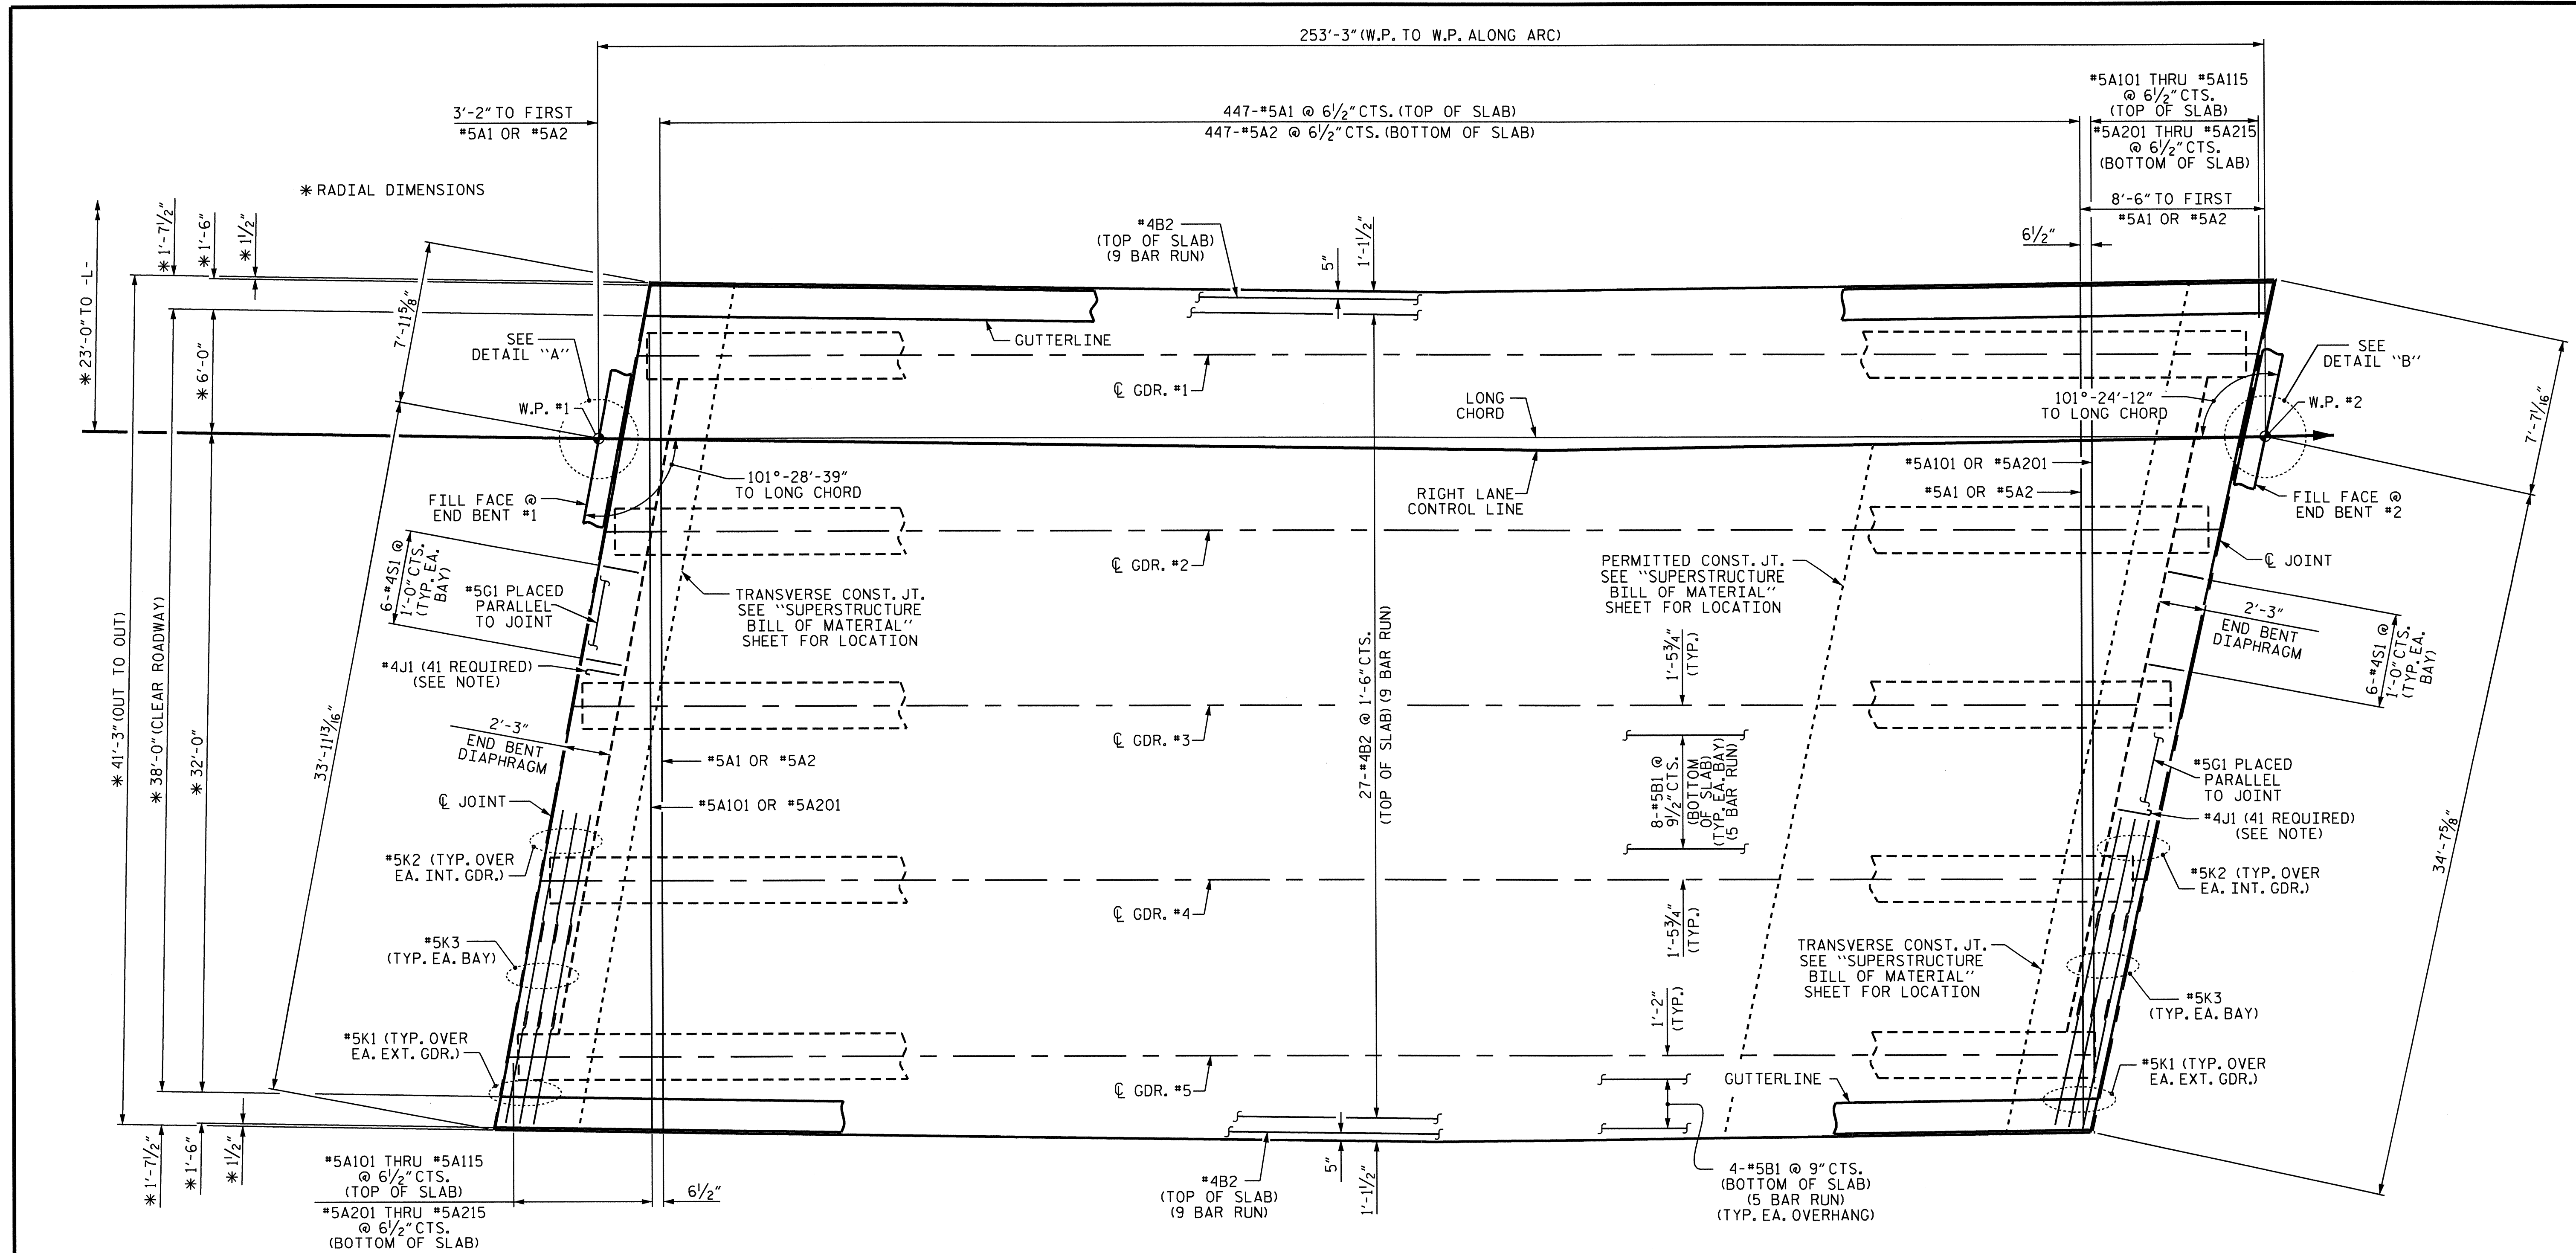 253'-3" (W.P. TO W.P. ALONG ARC)
3'-2" TO FIRST
#5A1 OR #5A2
447-#5A1 @ 6½" CTS. (TOP OF SLAB)
447-#5A2 @ 6½" CTS. (BOTTOM OF SLAB)
#5A101 THRU #5A115
@ 6½" CTS.
(TOP OF SLAB)
#5A201 THRU #5A215
@ 6½" CTS.
(BOTTOM OF SLAB)
8'-6" TO FIRST
#5A1 OR #5A2
6½"
* RADIAL DIMENSIONS
* 23'-0" TO -L-
* 1'-7½"
* 1'-6"
* 1½"
* 6'-0"
7'-11⅝"
#4B2
(TOP OF SLAB)
(9 BAR RUN)
5"
1'-1½"
SEE
DETAIL "A"
W.P. #1
GUTTERLINE
℄ GDR. #1
LONG
CHORD
SEE
DETAIL "B"
101°-24'-12"
TO LONG CHORD
W.P. #2
7'-7 1/16"
101°-28'-39"
TO LONG CHORD
RIGHT LANE
CONTROL LINE
#5A101 OR #5A201
#5A1 OR #5A2
FILL FACE @
END BENT #1
FILL FACE @
END BENT #2
℄ JOINT
6-#4S1 @
1'-0" CTS.
(TYP. EA.
BAY)
#5G1 PLACED
PARALLEL
TO JOINT
℄ GDR. #2
TRANSVERSE CONST. JT.
SEE "SUPERSTRUCTURE
BILL OF MATERIAL"
SHEET FOR LOCATION
PERMITTED CONST. JT.
SEE "SUPERSTRUCTURE
BILL OF MATERIAL"
SHEET FOR LOCATION
2'-3"
END BENT
DIAPHRAGM
6-#4S1 @
1'-0" CTS.
(TYP. EA.
BAY)
* 41'-3" (OUT TO OUT)
* 38'-0" (CLEAR ROADWAY)
* 32'-0"
33'-11 13/16"
#4J1 (41 REQUIRED)
(SEE NOTE)
2'-3"
END BENT
DIAPHRAGM
#5A1 OR #5A2
#5A101 OR #5A201
℄ JOINT
℄ GDR. #3
27-#4B2 @ 1'-6" CTS.
(TOP OF SLAB) (9 BAR RUN)
1'-5¾"
(TYP.)
8-#5B1 @
9½" CTS.
(BOTTOM
OF SLAB)
(TYP. EA. BAY)
(5 BAR RUN)
1'-5¾"
(TYP.)
#5G1 PLACED
PARALLEL
TO JOINT
#4J1 (41 REQUIRED)
(SEE NOTE)
34'-7⅝"
#5K2 (TYP. OVER
EA. INT. GDR.)
#5K2 (TYP. OVER
EA. INT. GDR.)
℄ GDR. #4
#5K3
(TYP. EA. BAY)
TRANSVERSE CONST. JT.
SEE "SUPERSTRUCTURE
BILL OF MATERIAL"
SHEET FOR LOCATION
#5K3
(TYP. EA. BAY)
#5K1 (TYP. OVER
EA. EXT. GDR.)
℄ GDR. #5
1'-2"
(TYP.)
GUTTERLINE
#5K1 (TYP. OVER
EA. EXT. GDR.)
* 1'-7½"
* 1'-6"
* 1½"
#5A101 THRU #5A115
@ 6½" CTS.
(TOP OF SLAB)
#5A201 THRU #5A215
@ 6½" CTS.
(BOTTOM OF SLAB)
6½"
#4B2
(TOP OF SLAB)
(9 BAR RUN)
5"
1'-1½"
4-#5B1 @ 9" CTS.
(BOTTOM OF SLAB)
(5 BAR RUN)
(TYP. EA. OVERHANG)